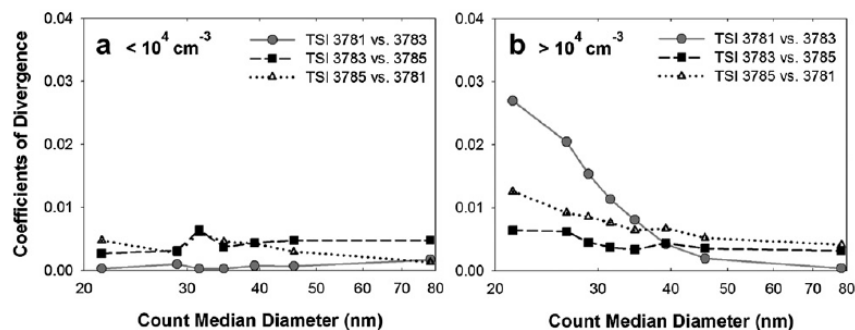 Coefficients of Divergence
0.04
0.03
0.02
0.01
0.00
a < 10⁴ cm⁻³
TSI 3781 vs. 3783
TSI 3783 vs. 3785
TSI 3785 vs. 3781
20 30 40 50 60 70 80
Count Median Diameter (nm)
0.04
0.03
0.02
0.01
0.00
b > 10⁴ cm⁻³
TSI 3781 vs. 3783
TSI 3783 vs. 3785
TSI 3785 vs. 3781
20 30 40 50 60 70 80
Count Median Diameter (nm)